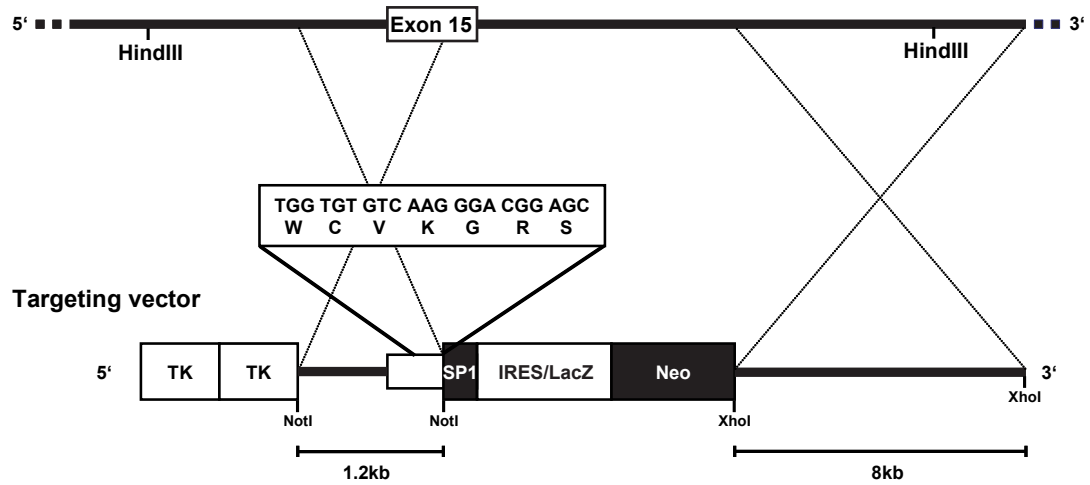 5‘ Exon 15 3‘
HindIII HindIII
TGG TGT GTC AAG GGA CGG AGC
W C V K G R S
Targeting vector
5‘ TK TK SP1 IRES/LacZ Neo 3‘
NotI NotI XhoI XhoI
1.2kb 8kb